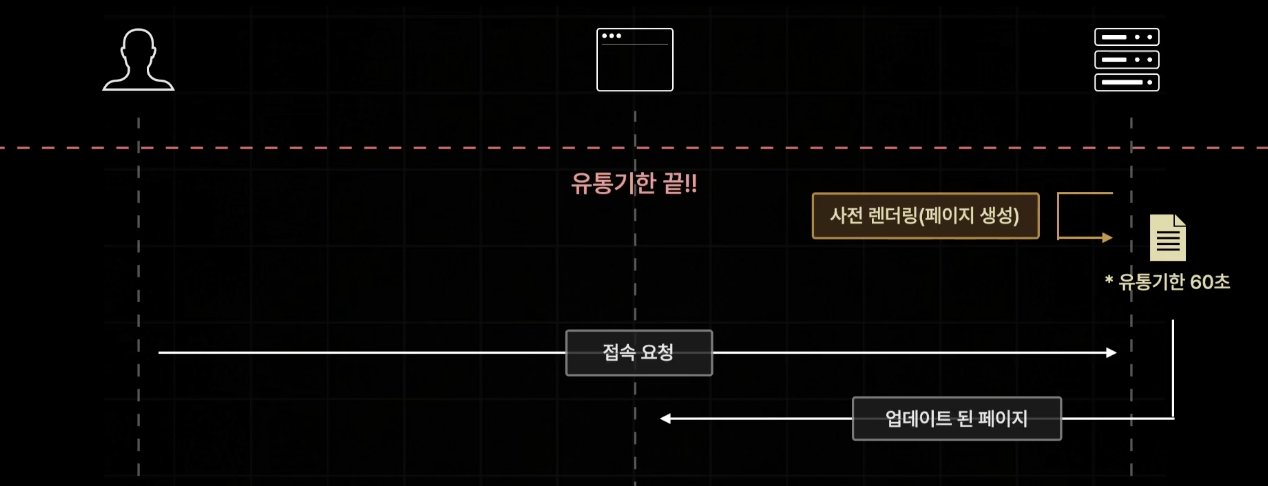 유통기한 끝!!
사전 렌더링(페이지 생성)
* 유통기한 60초
접속 요청
업데이트 된 페이지